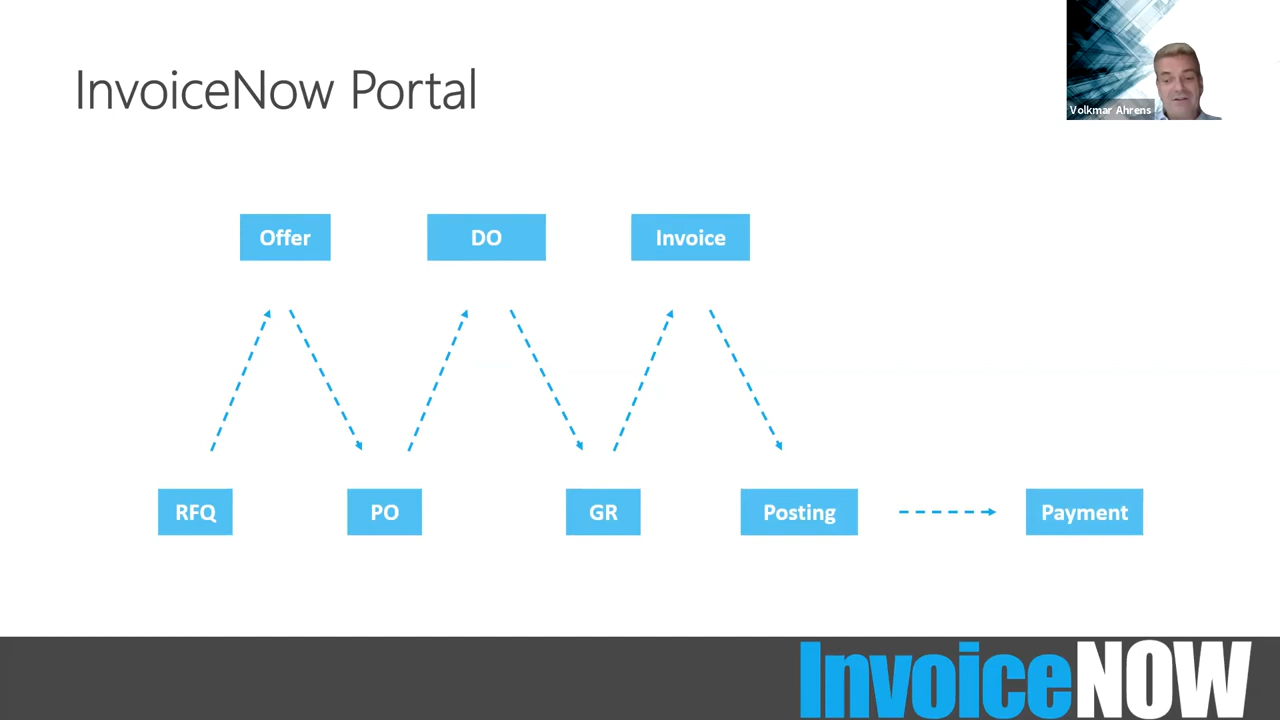 InvoiceNow Portal
Volkmar Ahrens
Offer
DO
Invoice
RFQ
PO
GR
Posting
Payment
InvoiceNOW